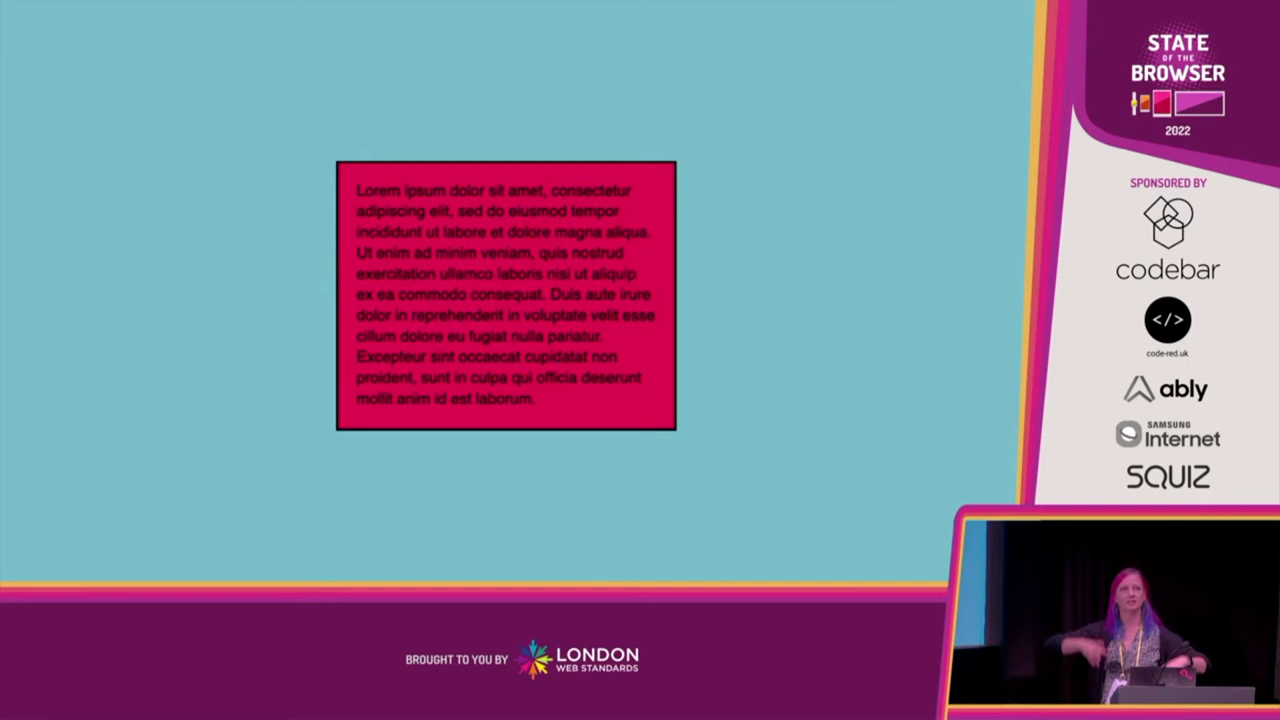 Lorem ipsum dolor sit amet, consectetur
adipiscing elit, sed do eiusmod tempor
incididunt ut labore et dolore magna aliqua.
Ut enim ad minim veniam, quis nostrud
exercitation ullamco laboris nisi ut aliquip
ex ea commodo consequat. Duis aute irure
dolor in reprehenderit in voluptate velit esse
cillum dolore eu fugiat nulla pariatur.
Excepteur sint occaecat cupidatat non
proident, sunt in culpa qui officia deserunt
mollit anim id est laborum.
STATE
OF THE
BROWSER
2022
SPONSORED BY
codebar
</>
code-red.uk
ably
SAMSUNG
Internet
SQUIZ
BROUGHT TO YOU BY
LONDON
WEB STANDARDS